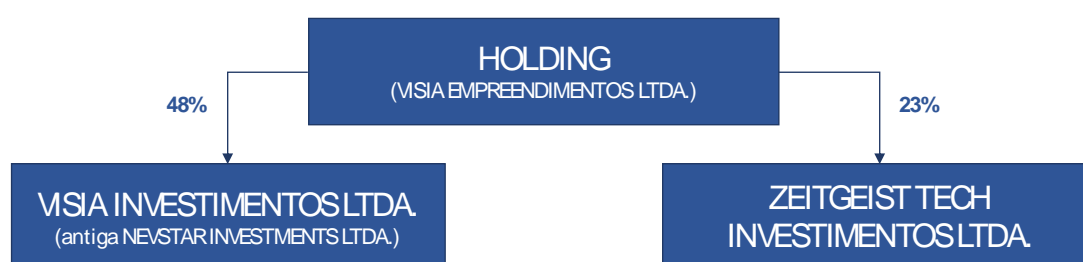 HOLDING
(VISIA EMPREENDIMENTOS LTDA.)
48%
23%
VISIA INVESTIMENTOS LTDA.
(antiga NEVSTAR INVESTMENTS LTDA.)
ZEITGEIST TECH
INVESTIMENTOS LTDA.